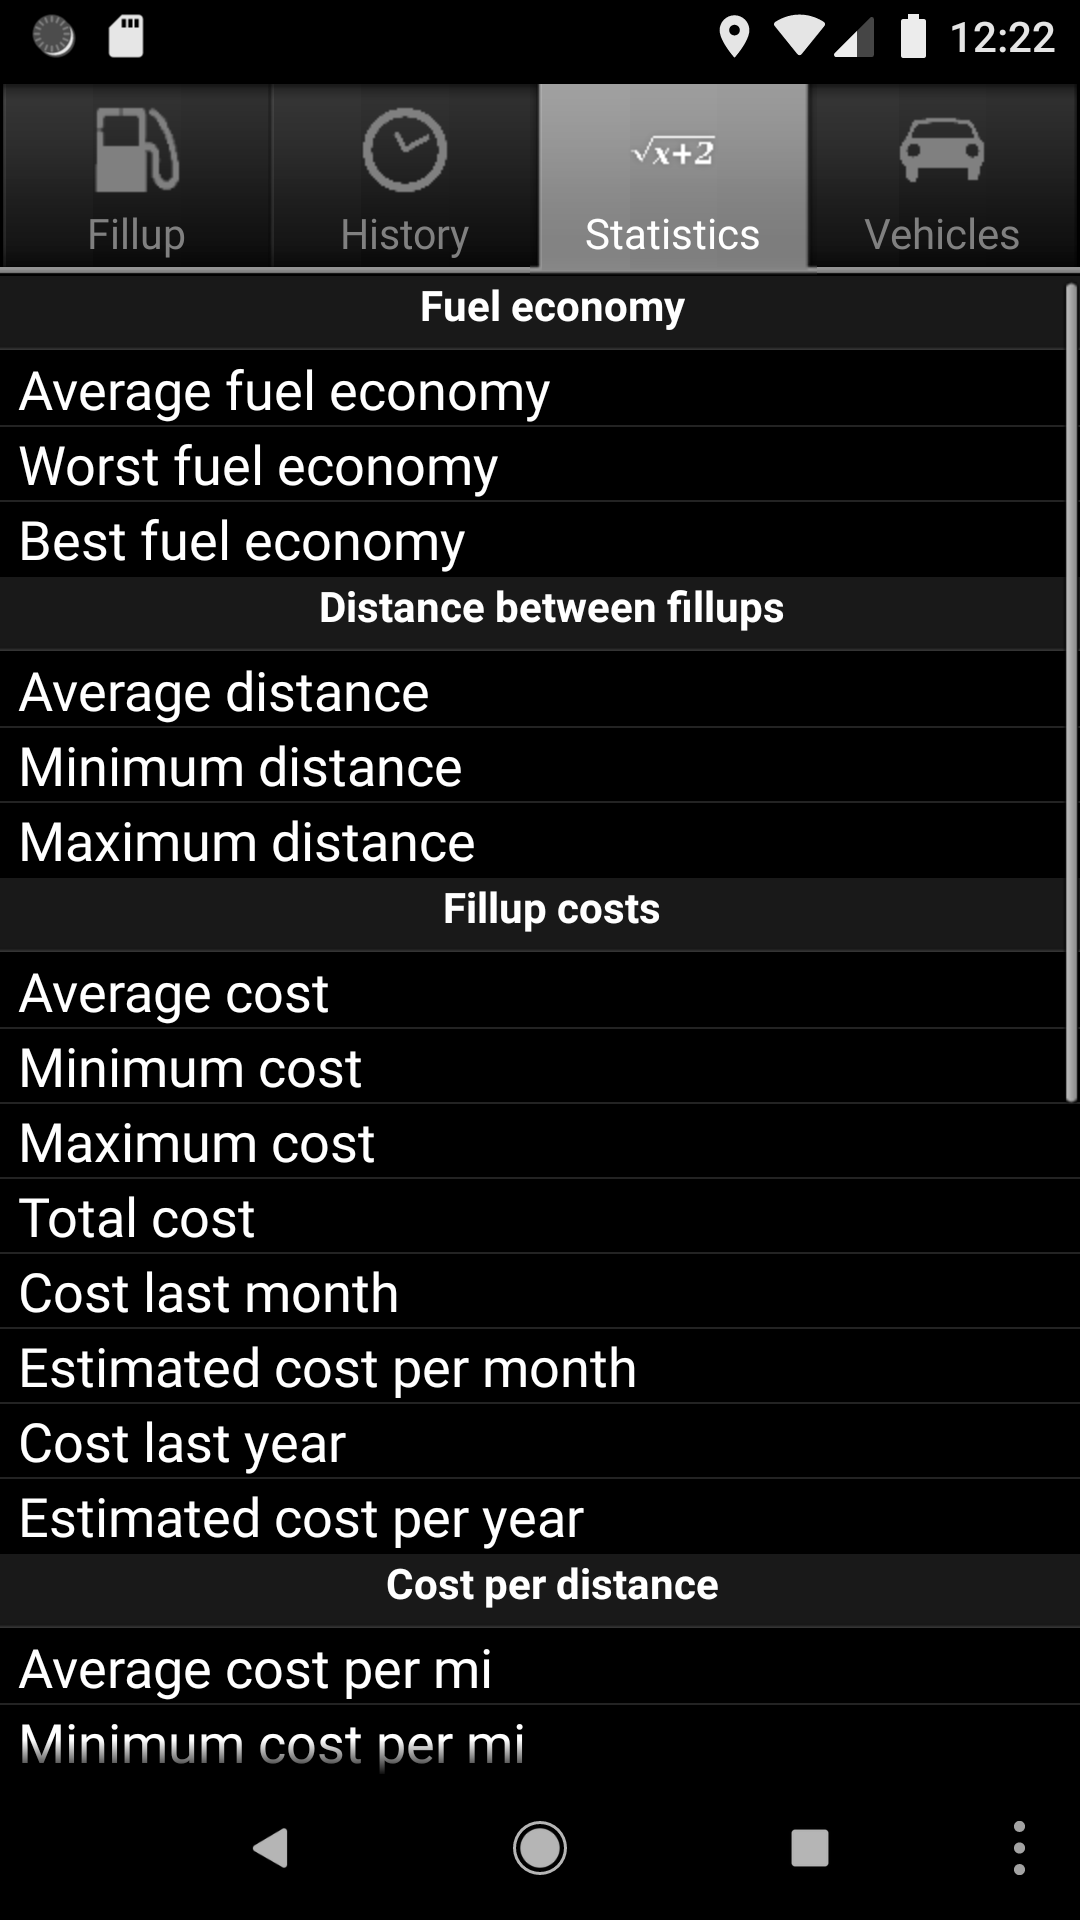 12:22
Fillup
History
√x+2
Statistics
Vehicles
Fuel economy
Average fuel economy
Worst fuel economy
Best fuel economy
Distance between fillups
Average distance
Minimum distance
Maximum distance
Fillup costs
Average cost
Minimum cost
Maximum cost
Total cost
Cost last month
Estimated cost per month
Cost last year
Estimated cost per year
Cost per distance
Average cost per mi
Minimum cost per mi